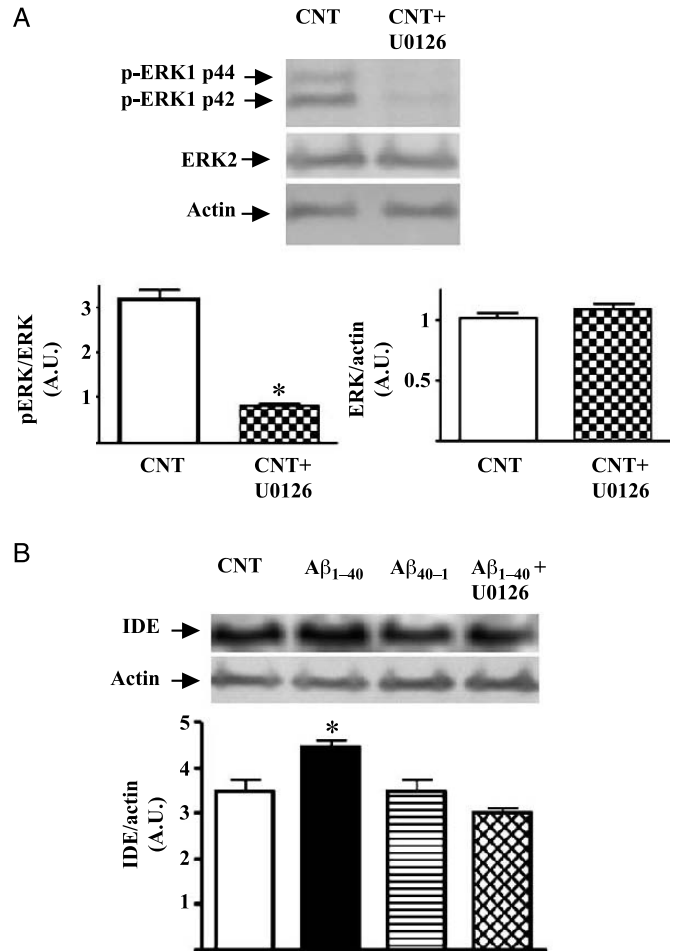 A
CNT
CNT+
U0126
p-ERK1 p44
p-ERK1 p42
ERK2
Actin
pERK/ERK
(A.U.)
3
2
1
*
CNT
CNT+
U0126
ERK/actin
(A.U.)
1
0.5
CNT
CNT+
U0126
B
CNT
Aβ1–40
Aβ40–1
Aβ1–40 +
U0126
IDE
Actin
IDE/actin
(A.U.)
5
4
3
2
1
*